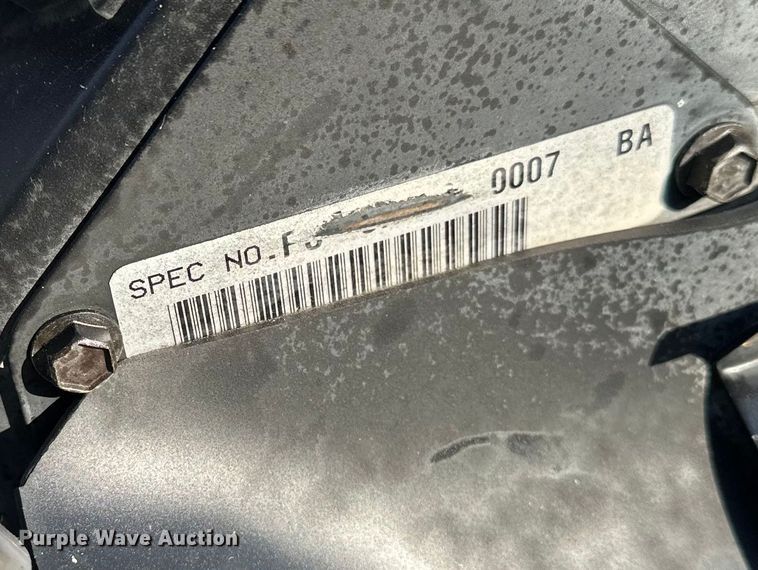 SPEC NO. 0007 BA
Purple Wave Auction